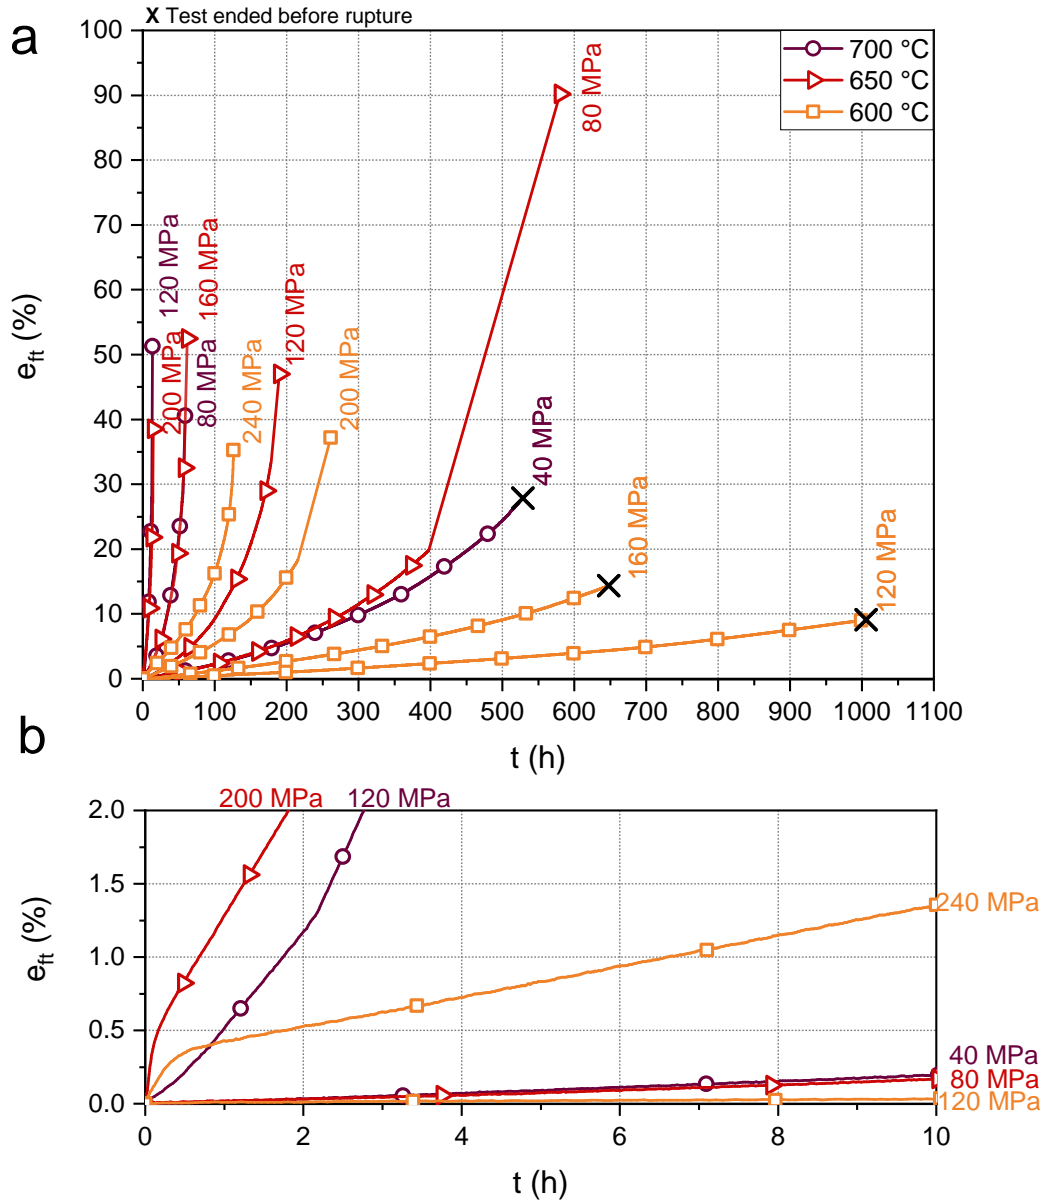 X Test ended before rupture
a
100
90
80
70
60
50
40
30
20
10
0
e_ft (%)
700 °C
650 °C
600 °C
120 MPa
200 MPa
160 MPa
80 MPa
240 MPa
120 MPa
200 MPa
80 MPa
40 MPa
160 MPa
120 MPa
0 100 200 300 400 500 600 700 800 900 1000 1100
t (h)
b
200 MPa 120 MPa
2.0
1.5
1.0
0.5
0.0
e_ft (%)
240 MPa
40 MPa
80 MPa
120 MPa
0 2 4 6 8 10
t (h)